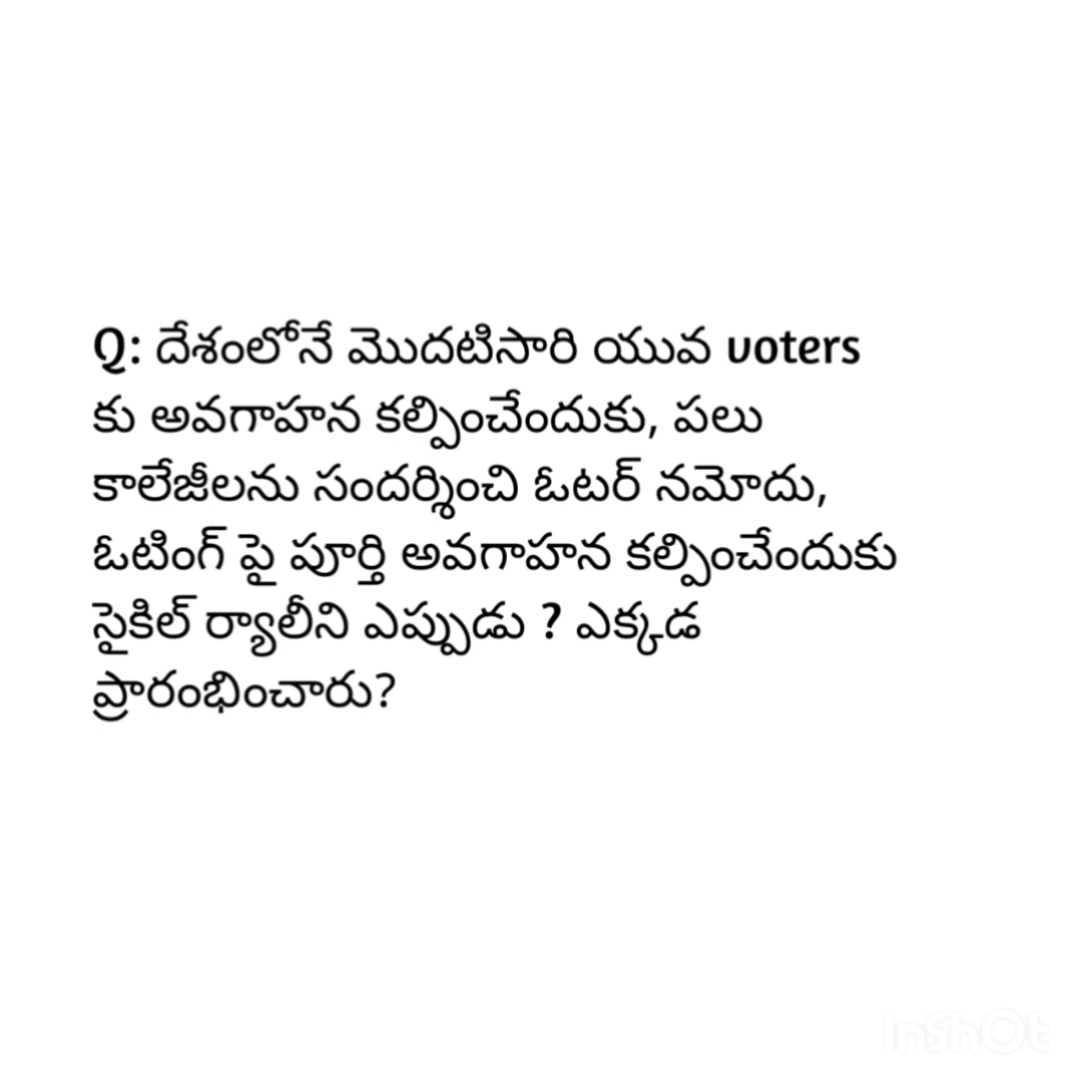 Q: దేశంలోనే మొదటిసారి యువ voters
కు అవగాహన కల్పించేందుకు, పలు
కాలేజీలను సందర్శించి ఓటర్ నమోదు,
ఓటింగ్ పై పూర్తి అవగాహన కల్పించేందుకు
సైకిల్ ర్యాలీని ఎప్పుడు ? ఎక్కడ
ప్రారంభించారు?
InShOt